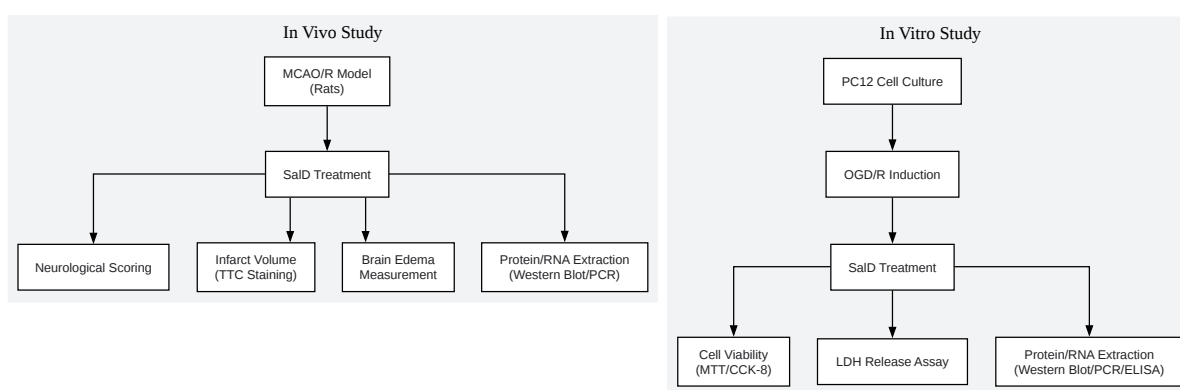 In Vivo Study
MCAO/R Model
(Rats)
SalD Treatment
Neurological Scoring
Infarct Volume
(TTC Staining)
Brain Edema
Measurement
Protein/RNA Extraction
(Western Blot/PCR)
In Vitro Study
PC12 Cell Culture
OGD/R Induction
SalD Treatment
Cell Viability
(MTT/CCK-8)
LDH Release Assay
Protein/RNA Extraction
(Western Blot/PCR/ELISA)